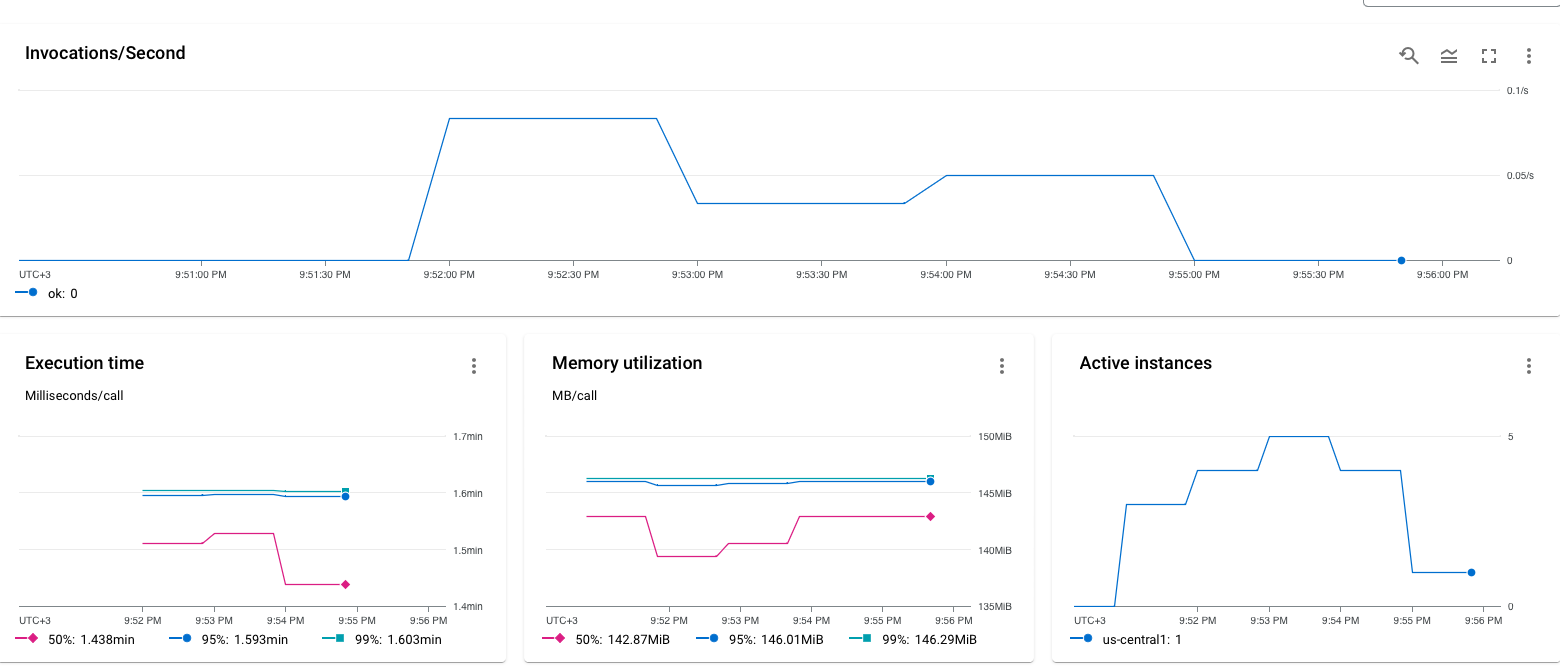 Invocations/Second
0.1/s
0.05/s
0
UTC+3 9:51:00 PM 9:51:30 PM 9:52:00 PM 9:52:30 PM 9:53:00 PM 9:53:30 PM 9:54:00 PM 9:54:30 PM 9:55:00 PM 9:55:30 PM 9:56:00 PM
ok: 0
Execution time
Milliseconds/call
1.7min
1.6min
1.5min
1.4min
UTC+3 9:52 PM 9:53 PM 9:54 PM 9:55 PM 9:56 PM
50%: 1.438min 95%: 1.593min 99%: 1.603min
Memory utilization
MB/call
150MiB
145MiB
140MiB
135MiB
UTC+3 9:52 PM 9:53 PM 9:54 PM 9:55 PM 9:56 PM
50%: 142.87MiB 95%: 146.01MiB 99%: 146.29MiB
Active instances
5
0
UTC+3 9:52 PM 9:53 PM 9:54 PM 9:55 PM 9:56 PM
us-central1: 1